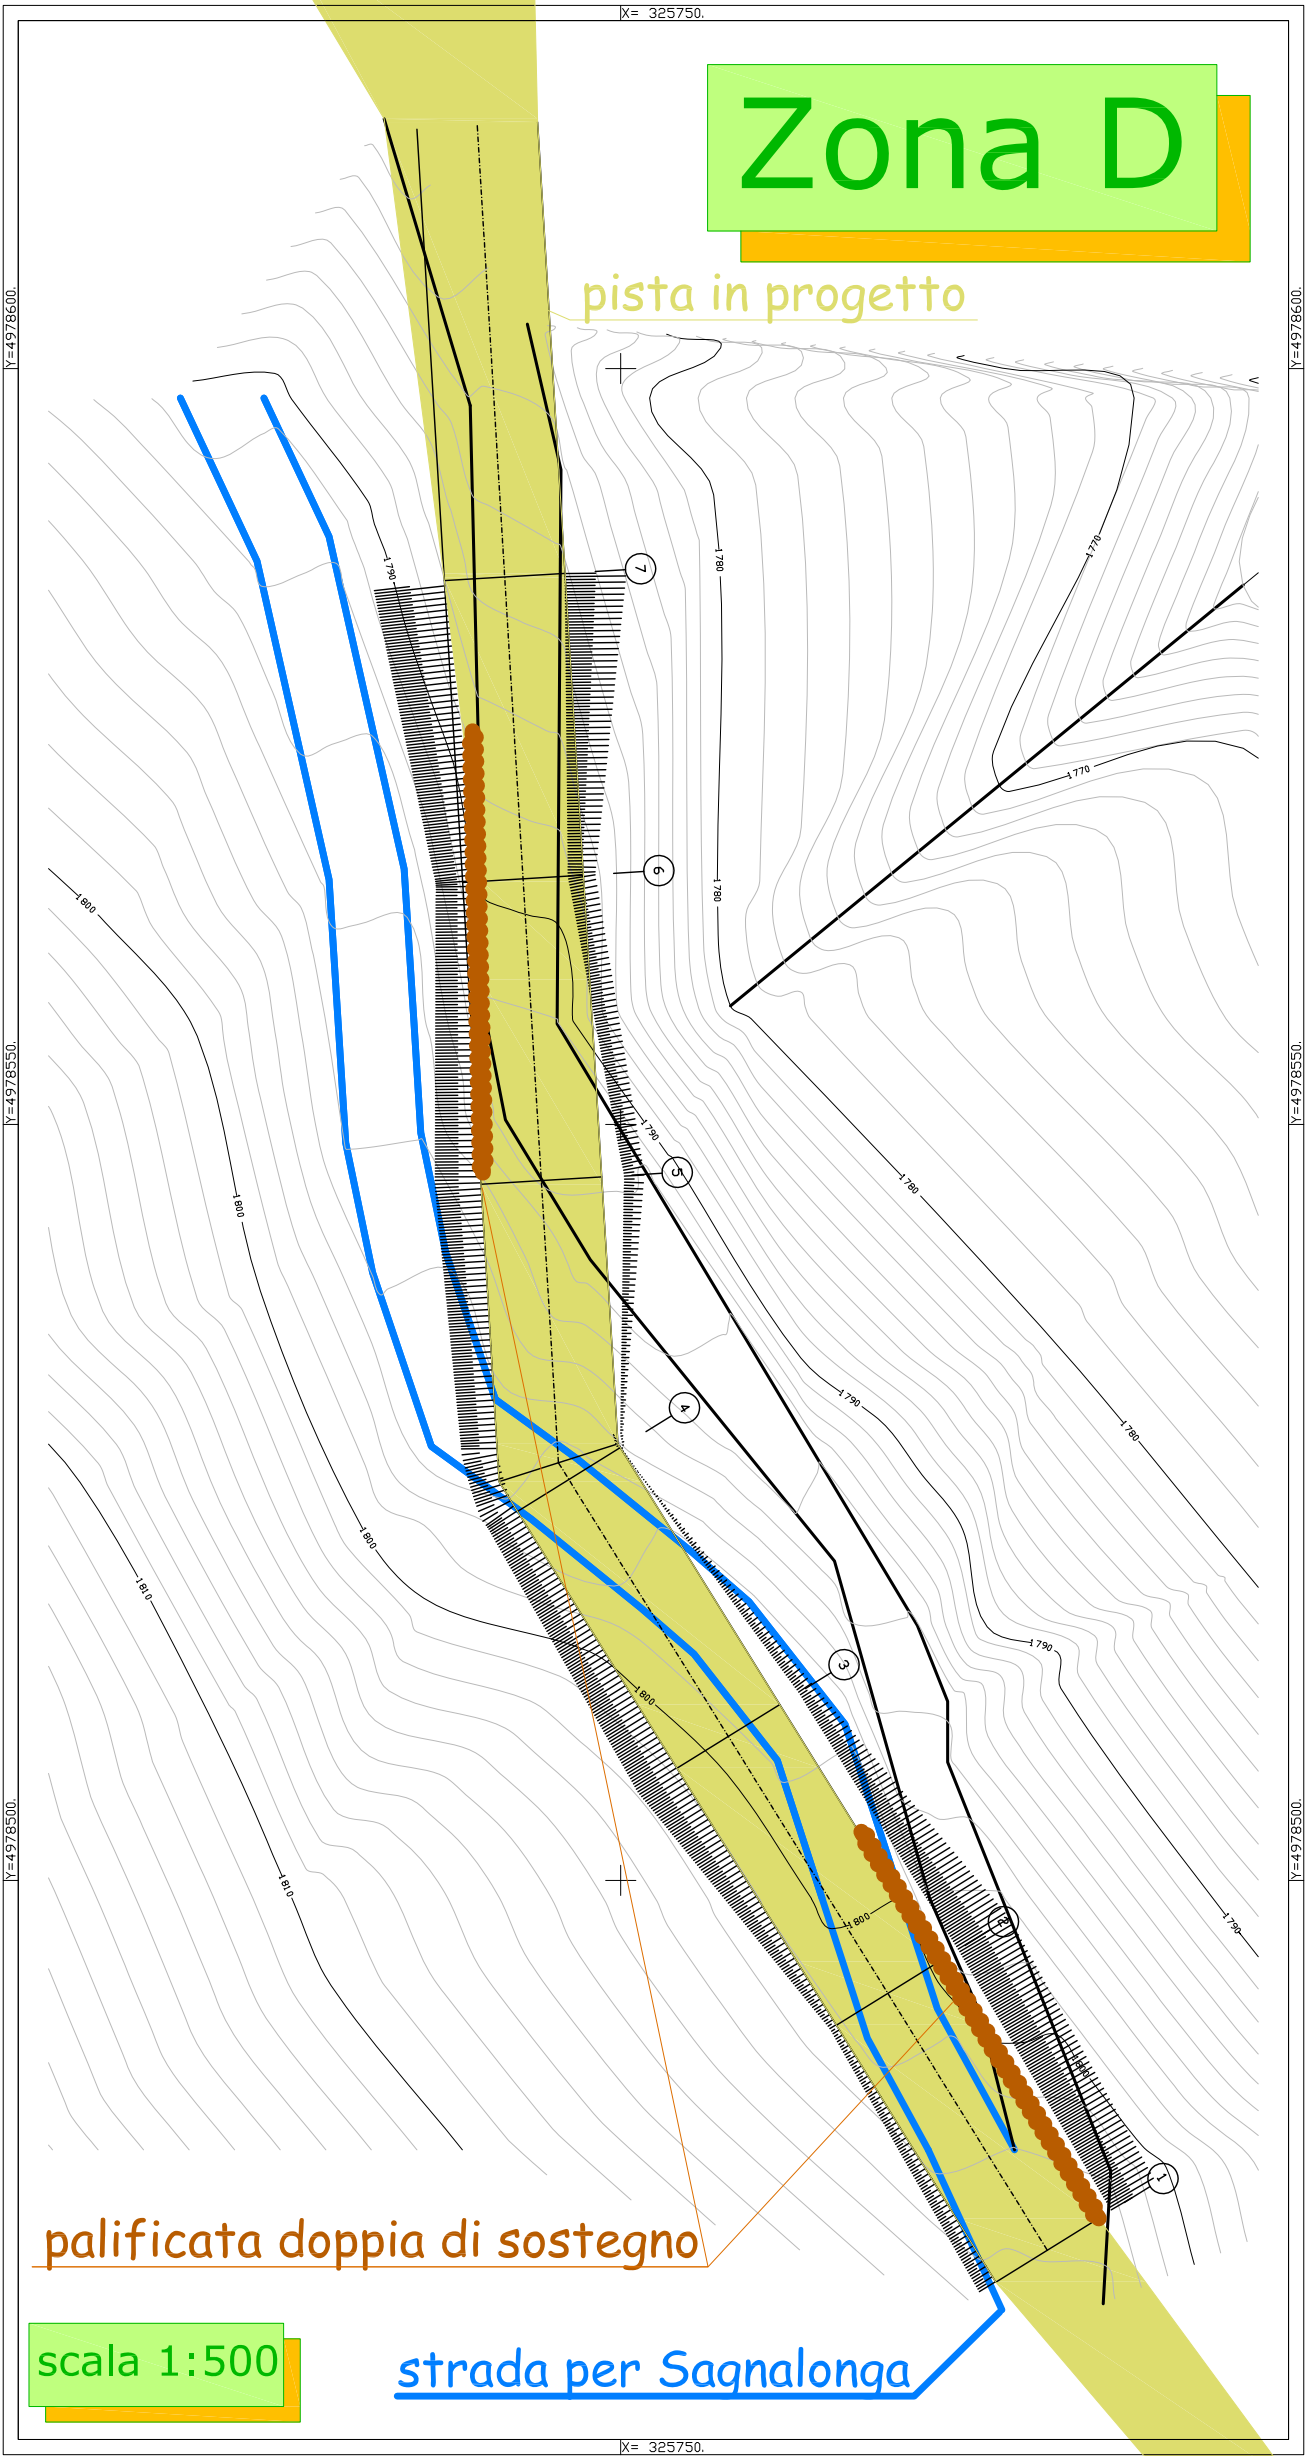 X= 325750.
Zona D
pista in progetto
Y=4978600.
Y=4978600.
1790
1780
1770
7
1770
6
1780
1800
Y=4978550.
Y=4978550.
1790
5
1780
1800
4
1790
1780
1800
1810
1790
3
1800
Y=4978500.
Y=4978500.
1810
1800
2
1790
1800
1
palificata doppia di sostegno
scala 1:500
strada per Sagnalonga
X= 325750.